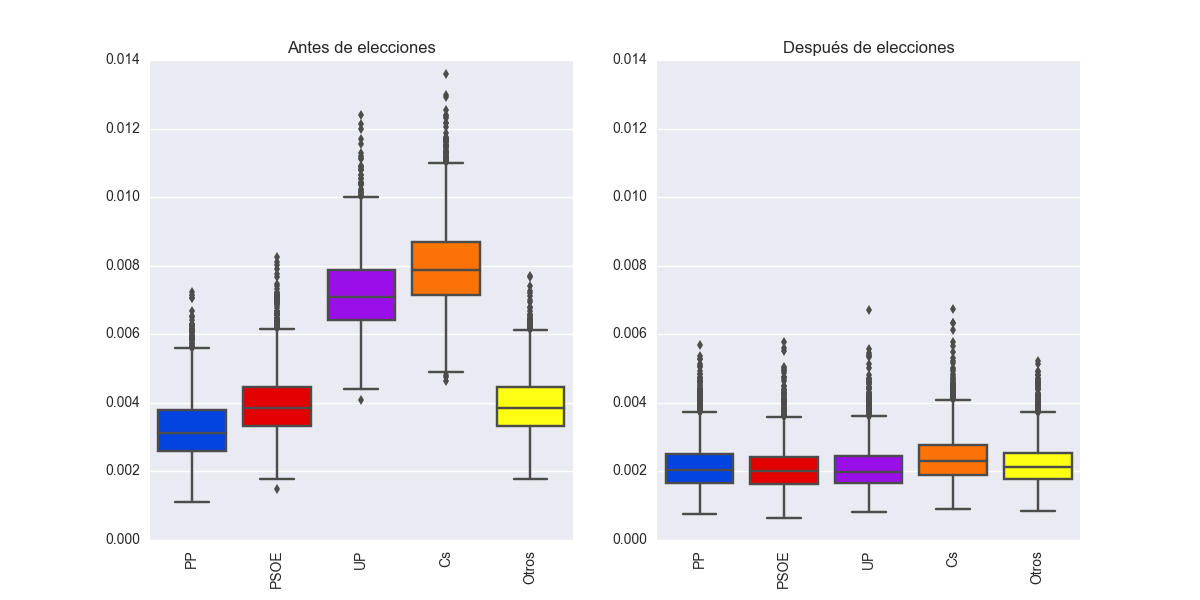 Antes de elecciones
0.014
0.012
0.010
0.008
0.006
0.004
0.002
0.000
PP
PSOE
UP
Cs
Otros
Después de elecciones
0.014
0.012
0.010
0.008
0.006
0.004
0.002
0.000
PP
PSOE
UP
Cs
Otros